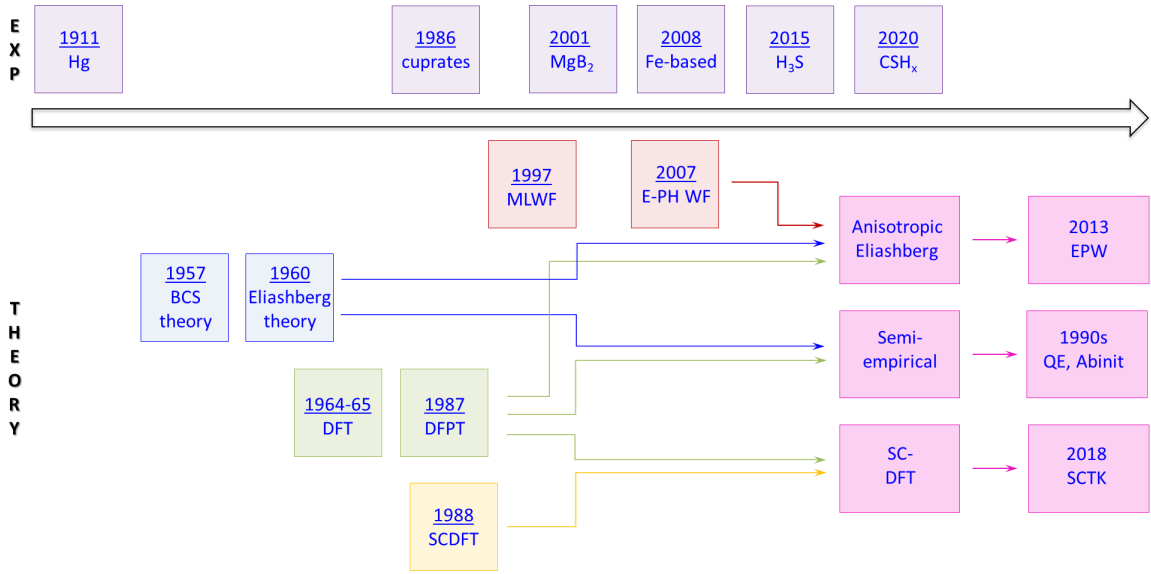 EXP
1911
Hg
1986
cuprates
2001
MgB₂
2008
Fe-based
2015
H₃S
2020
CSHₓ
THEORY
1997
MLWF
2007
E-PH WF
Anisotropic
Eliashberg
2013
EPW
1957
BCS
theory
1960
Eliashberg
theory
Semi-
empirical
1990s
QE, Abinit
1964-65
DFT
1987
DFPT
SC-
DFT
2018
SCTK
1988
SCDFT